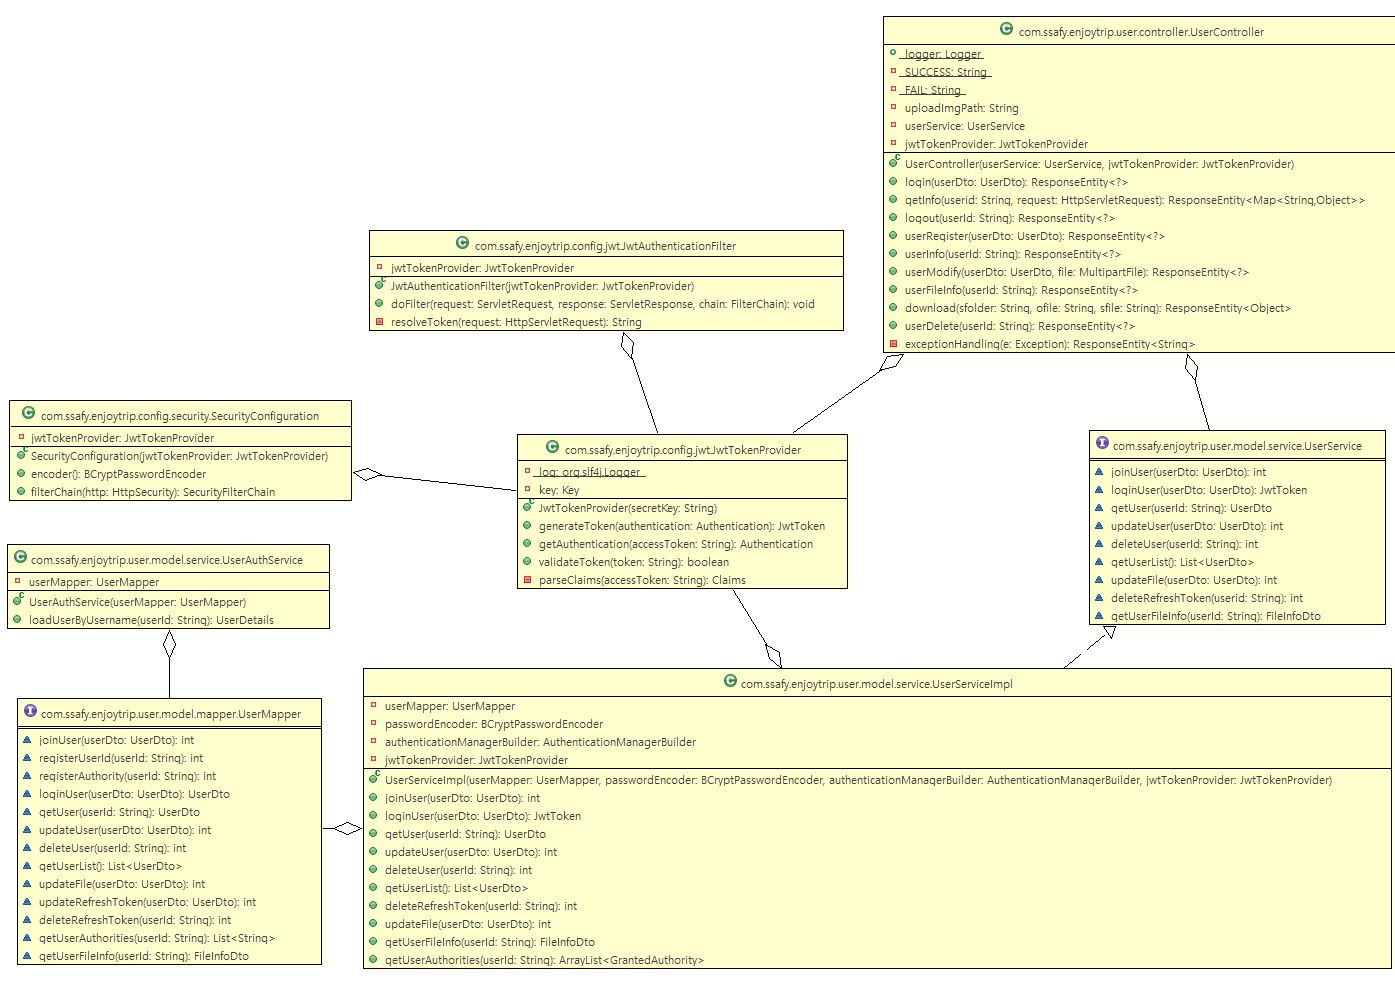 com.ssafy.enjoytrip.user.controller.UserController
logger: Logger
SUCCESS: String
FAIL: String
uploadImgPath: String
userService: UserService
jwtTokenProvider: JwtTokenProvider
UserController(userService: UserService, jwtTokenProvider: JwtTokenProvider)
login(userDto: UserDto): ResponseEntity<?>
getInfo(userid: String, request: HttpServletRequest): ResponseEntity<Map<String,Object>>
logout(userId: String): ResponseEntity<?>
userRegister(userDto: UserDto): ResponseEntity<?>
userInfo(userId: String): ResponseEntity<?>
userModify(userDto: UserDto, file: MultipartFile): ResponseEntity<?>
userFileInfo(userId: String): ResponseEntity<?>
download(sfolder: String, ofile: String, sfile: String): ResponseEntity<Object>
userDelete(userId: String): ResponseEntity<?>
exceptionHandling(e: Exception): ResponseEntity<String>
com.ssafy.enjoytrip.config.jwt.JwtAuthenticationFilter
jwtTokenProvider: JwtTokenProvider
JwtAuthenticationFilter(jwtTokenProvider: JwtTokenProvider)
doFilter(request: ServletRequest, response: ServletResponse, chain: FilterChain): void
resolveToken(request: HttpServletRequest): String
com.ssafy.enjoytrip.config.security.SecurityConfiguration
jwtTokenProvider: JwtTokenProvider
SecurityConfiguration(jwtTokenProvider: JwtTokenProvider)
encoder(): BCryptPasswordEncoder
filterChain(http: HttpSecurity): SecurityFilterChain
com.ssafy.enjoytrip.config.jwt.JwtTokenProvider
log: org.slf4j.Logger
key: Key
JwtTokenProvider(secretKey: String)
generateToken(authentication: Authentication): JwtToken
getAuthentication(accessToken: String): Authentication
validateToken(token: String): boolean
parseClaims(accessToken: String): Claims
com.ssafy.enjoytrip.user.model.service.UserService
joinUser(userDto: UserDto): int
loginUser(userDto: UserDto): JwtToken
getUser(userId: String): UserDto
updateUser(userDto: UserDto): int
deleteUser(userId: String): int
getUserList(): List<UserDto>
updateFile(userDto: UserDto): int
deleteRefreshToken(userid: String): int
getUserFileInfo(userId: String): FileInfoDto
com.ssafy.enjoytrip.user.model.service.UserAuthService
userMapper: UserMapper
UserAuthService(userMapper: UserMapper)
loadUserByUsername(userId: String): UserDetails
com.ssafy.enjoytrip.user.model.mapper.UserMapper
joinUser(userDto: UserDto): int
registerUserId(userId: String): int
registerAuthority(userId: String): int
loginUser(userDto: UserDto): UserDto
getUser(userId: String): UserDto
updateUser(userDto: UserDto): int
deleteUser(userId: String): int
getUserList(): List<UserDto>
updateFile(userDto: UserDto): int
updateRefreshToken(userDto: UserDto): int
deleteRefreshToken(userId: String): int
getUserAuthorities(userId: String): List<String>
getUserFileInfo(userId: String): FileInfoDto
com.ssafy.enjoytrip.user.model.service.UserServiceImpl
userMapper: UserMapper
passwordEncoder: BCryptPasswordEncoder
authenticationManagerBuilder: AuthenticationManagerBuilder
jwtTokenProvider: JwtTokenProvider
UserServiceImpl(userMapper: UserMapper, passwordEncoder: BCryptPasswordEncoder, authenticationManagerBuilder: AuthenticationManagerBuilder, jwtTokenProvider: JwtTokenProvider)
joinUser(userDto: UserDto): int
loginUser(userDto: UserDto): JwtToken
getUser(userId: String): UserDto
updateUser(userDto: UserDto): int
deleteUser(userId: String): int
getUserList(): List<UserDto>
deleteRefreshToken(userId: String): int
updateFile(userDto: UserDto): int
getUserFileInfo(userId: String): FileInfoDto
getUserAuthorities(userId: String): ArrayList<GrantedAuthority>